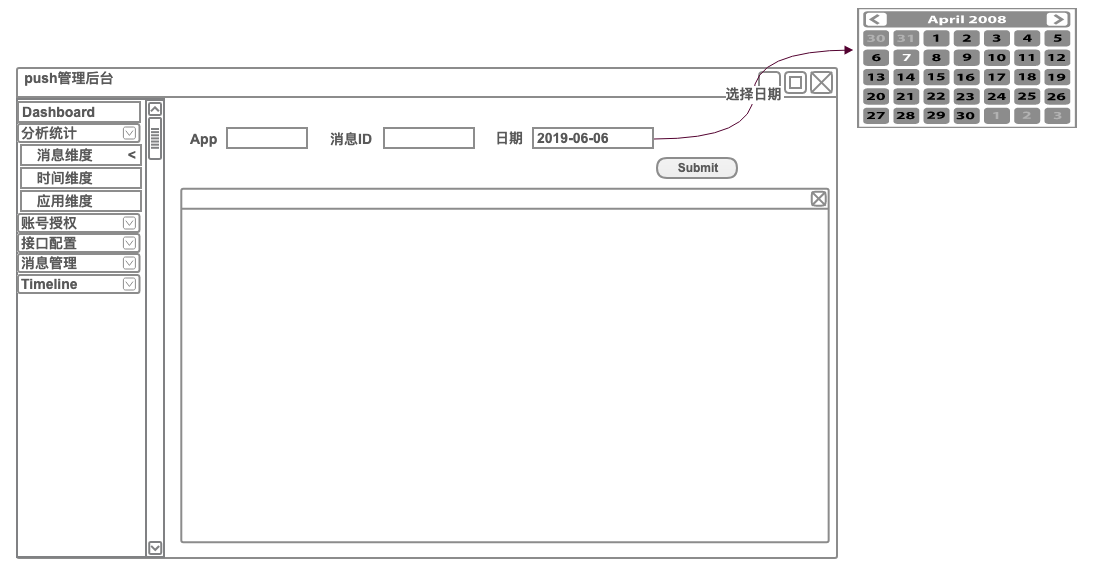 April 2008
30 31 1 2 3 4 5
6 7 8 9 10 11 12
13 14 15 16 17 18 19
20 21 22 23 24 25 26
27 28 29 30 1 2 3
push管理后台
选择日期
Dashboard
分析统计
消息维度 <
时间维度
应用维度
账号授权
接口配置
消息管理
Timeline
App
消息ID
日期 2019-06-06
Submit